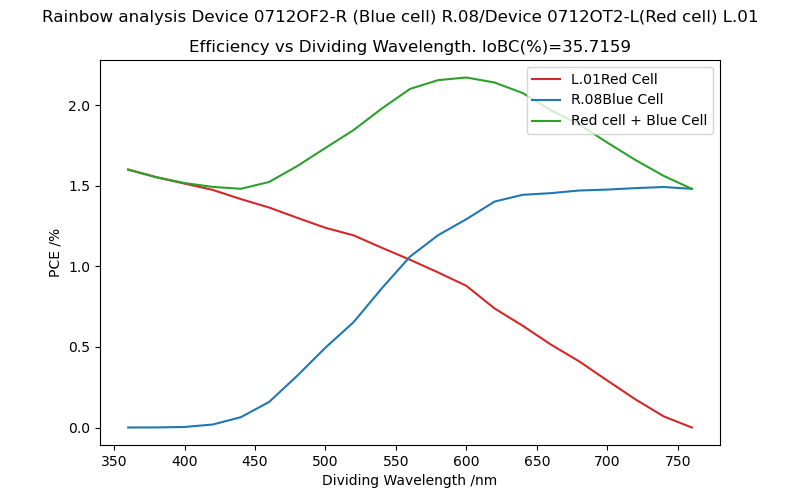 Rainbow analysis Device 0712OF2-R (Blue cell) R.08/Device 0712OT2-L(Red cell) L.01
Efficiency vs Dividing Wavelength. IoBC(%)=35.7159
L.01Red Cell
R.08Blue Cell
Red cell + Blue Cell
PCE /%
2.0
1.5
1.0
0.5
0.0
350 400 450 500 550 600 650 700 750
Dividing Wavelength /nm